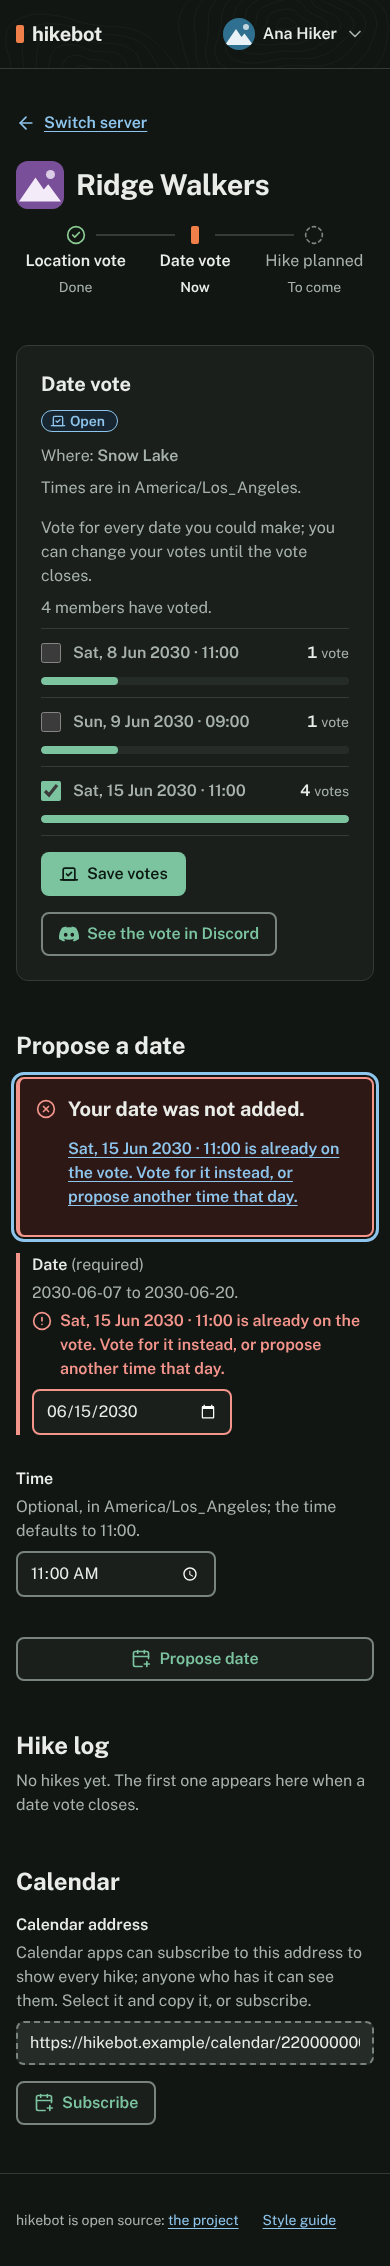 hikebot
Ana Hiker
Switch server
Ridge Walkers
Location vote
Date vote
Hike planned
Done
Now
To come
Date vote
Open
Where: Snow Lake
Times are in America/Los_Angeles.
Vote for every date you could make; you
can change your votes until the vote
closes.
4 members have voted.
Sat, 8 Jun 2030 · 11:00 1 vote
Sun, 9 Jun 2030 · 09:00 1 vote
Sat, 15 Jun 2030 · 11:00 4 votes
Save votes
See the vote in Discord
Propose a date
Your date was not added.
Sat, 15 Jun 2030 · 11:00 is already on
the vote. Vote for it instead, or
propose another time that day.
Date (required)
2030-06-07 to 2030-06-20.
Sat, 15 Jun 2030 · 11:00 is already on the
vote. Vote for it instead, or propose
another time that day.
06/15/2030
Time
Optional, in America/Los_Angeles; the time
defaults to 11:00.
11:00 AM
Propose date
Hike log
No hikes yet. The first one appears here when a
date vote closes.
Calendar
Calendar address
Calendar apps can subscribe to this address to
show every hike; anyone who has it can see
them. Select it and copy it, or subscribe.
https://hikebot.example/calendar/220000000
Subscribe
hikebot is open source: the project Style guide